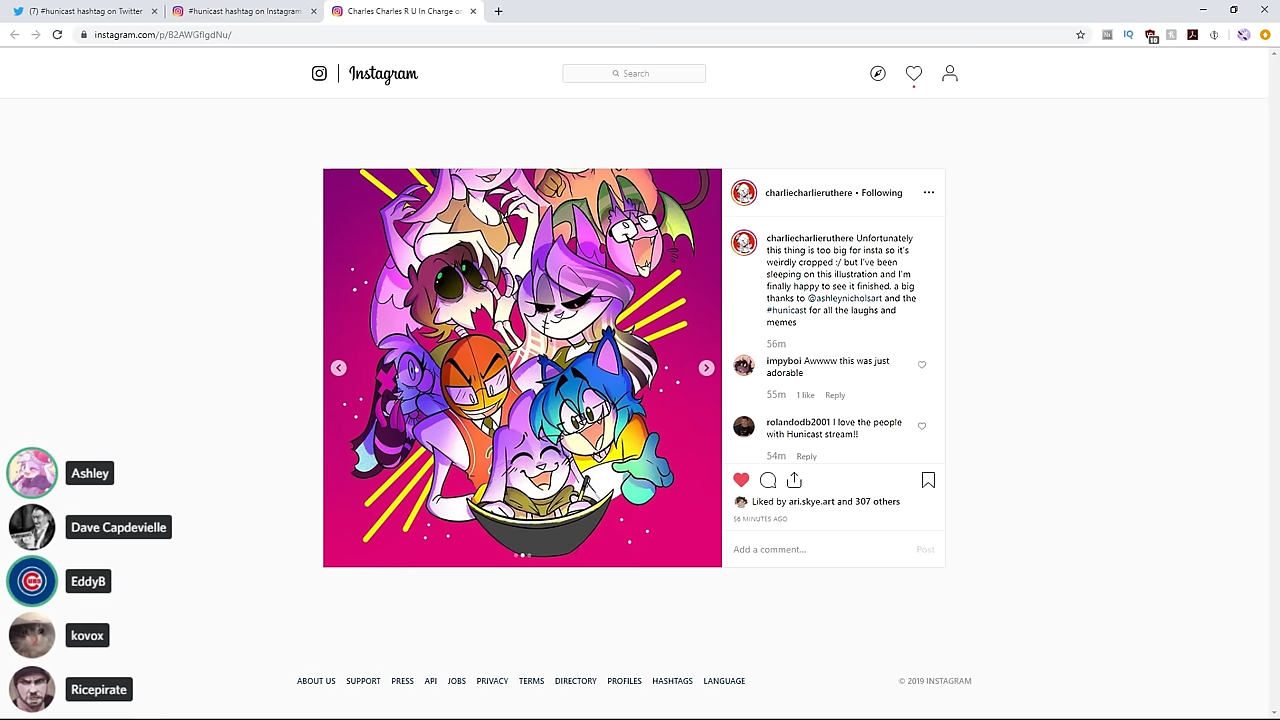 (7) #hunicast hashtag on Twitter
#hunicast hashtag on Instagram
Charles Charles R U In Charge o
instagram.com/p/B2AWGflgdNu/
IQ
10
Instagram
Search
charliecharlieruthere • Following
charliecharlieruthere Unfortunately
this thing is too big for insta so it's
weirdly cropped :/ but I've been
sleeping on this illustration and I'm
finally happy to see it finished. a big
thanks to @ashleynicholsart and the
#hunicast for all the laughs and
memes
56m
impyboi Awwww this was just
adorable
55m 1 like Reply
rolandodb2001 I love the people
with Hunicast stream!!
54m Reply
Liked by ari.skye.art and 307 others
56 MINUTES AGO
Add a comment... Post
Ashley
Dave Capdevielle
CUBS
EddyB
kovox
Ricepirate
ABOUT US SUPPORT PRESS API JOBS PRIVACY TERMS DIRECTORY PROFILES HASHTAGS LANGUAGE
© 2019 INSTAGRAM